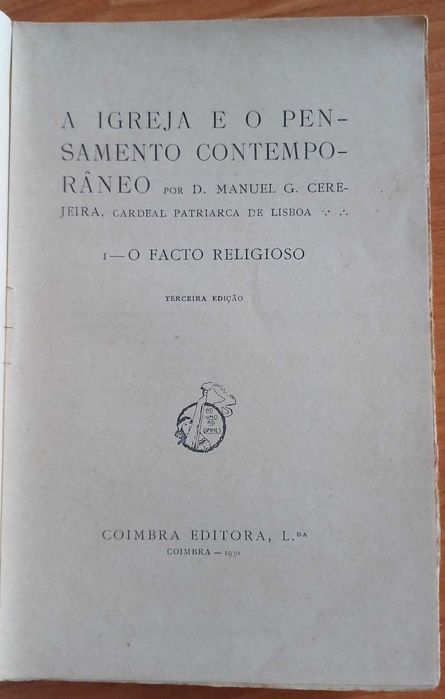 A IGREJA E O PEN-
SAMENTO CONTEMPO-
RÂNEO POR D. MANUEL G. CERE-
JEIRA, CARDEAL PATRIARCA DE LISBOA
I — O FACTO RELIGIOSO
TERCEIRA EDIÇÃO
COIMBRA EDITORA, L.DA
COIMBRA — 1930